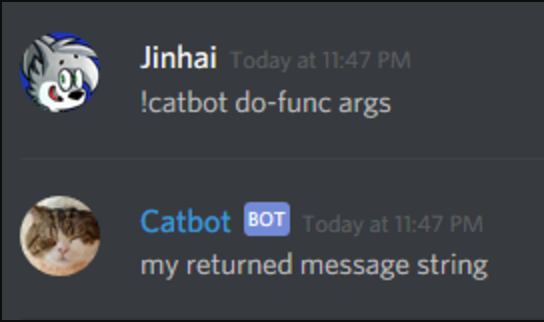 Jinhai Today at 11:47 PM
!catbot do-func args
Catbot BOT Today at 11:47 PM
my returned message string